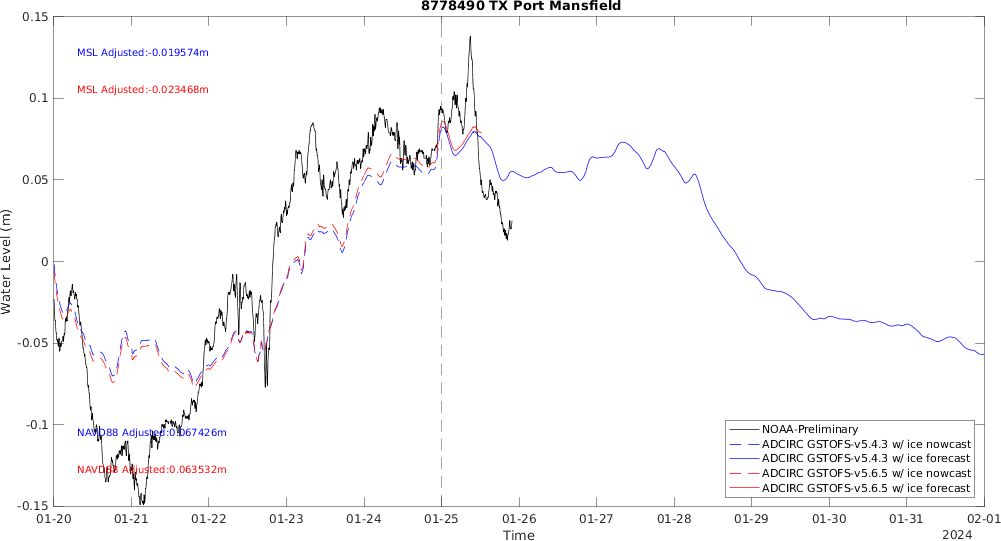 8778490 TX Port Mansfield
0.15
0.1
0.05
0
-0.05
-0.1
-0.15
Water Level (m)
MSL Adjusted:-0.019574m
MSL Adjusted:-0.023468m
NAVD88 Adjusted:0.067426m
NAVD88 Adjusted:0.063532m
NOAA-Preliminary
ADCIRC GSTOFS-v5.4.3 w/ ice nowcast
ADCIRC GSTOFS-v5.4.3 w/ ice forecast
ADCIRC GSTOFS-v5.6.5 w/ ice nowcast
ADCIRC GSTOFS-v5.6.5 w/ ice forecast
01-20 01-21 01-22 01-23 01-24 01-25 01-26 01-27 01-28 01-29 01-30 01-31 02-01
Time
2024